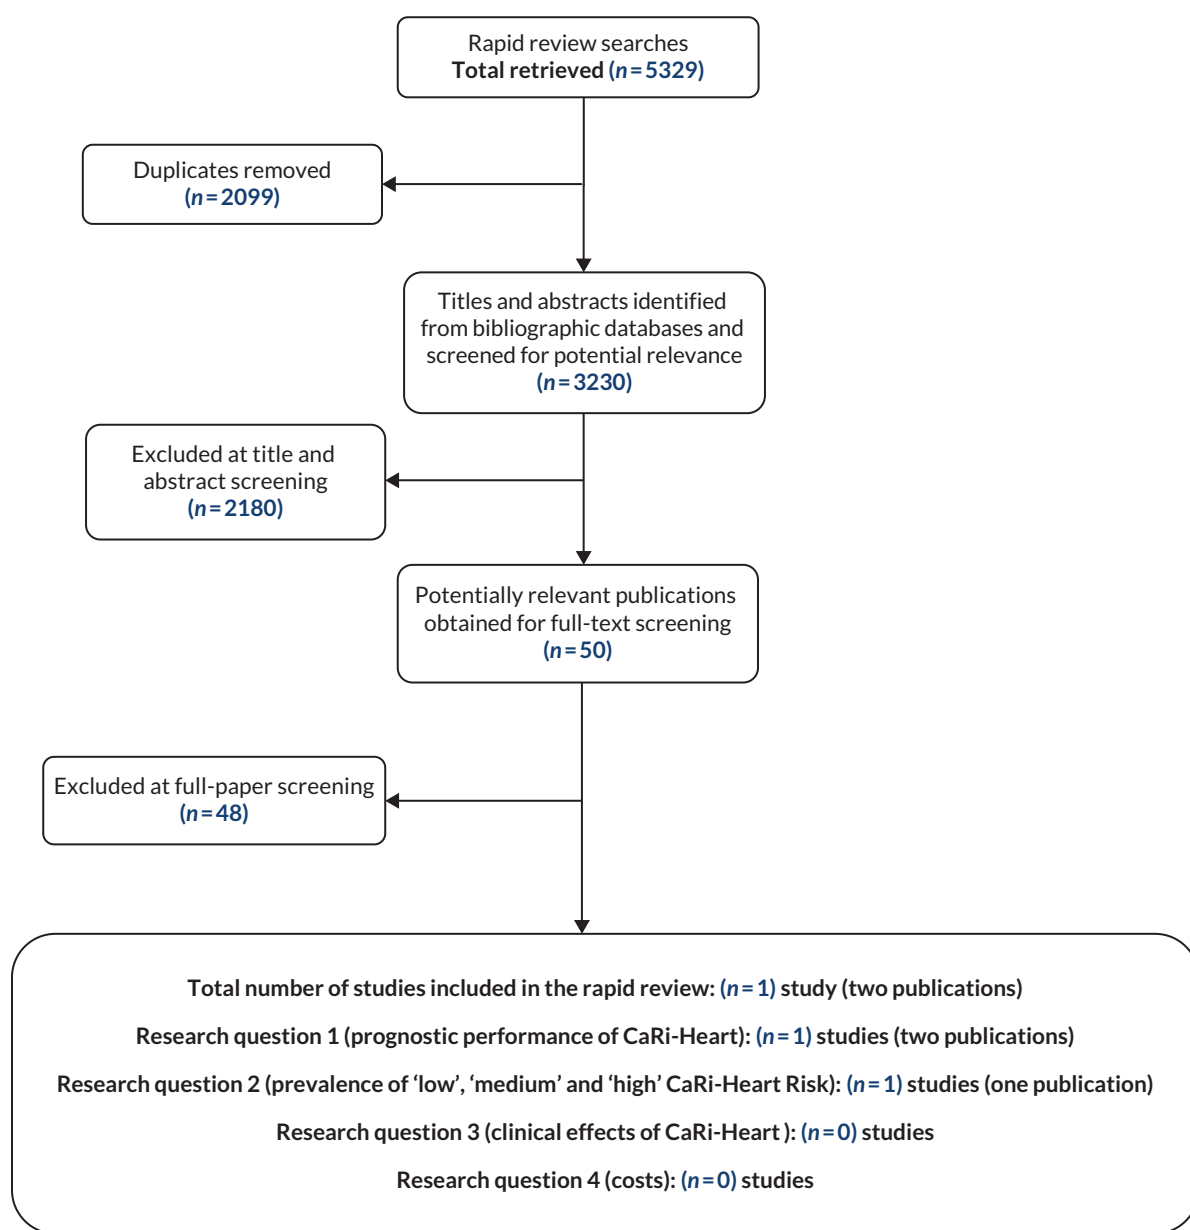 Rapid review searches
Total retrieved (n=5329)
Duplicates removed
(n=2099)
Titles and abstracts identified
from bibliographic databases and
screened for potential relevance
(n=3230)
Excluded at title and
abstract screening
(n=2180)
Potentially relevant publications
obtained for full-text screening
(n=50)
Excluded at full-paper screening
(n=48)
Total number of studies included in the rapid review: (n=1) study (two publications)
Research question 1 (prognostic performance of CaRi-Heart): (n=1) studies (two publications)
Research question 2 (prevalence of ‘low’, ‘medium’ and ‘high’ CaRi-Heart Risk): (n=1) studies (one publication)
Research question 3 (clinical effects of CaRi-Heart ): (n=0) studies
Research question 4 (costs): (n=0) studies